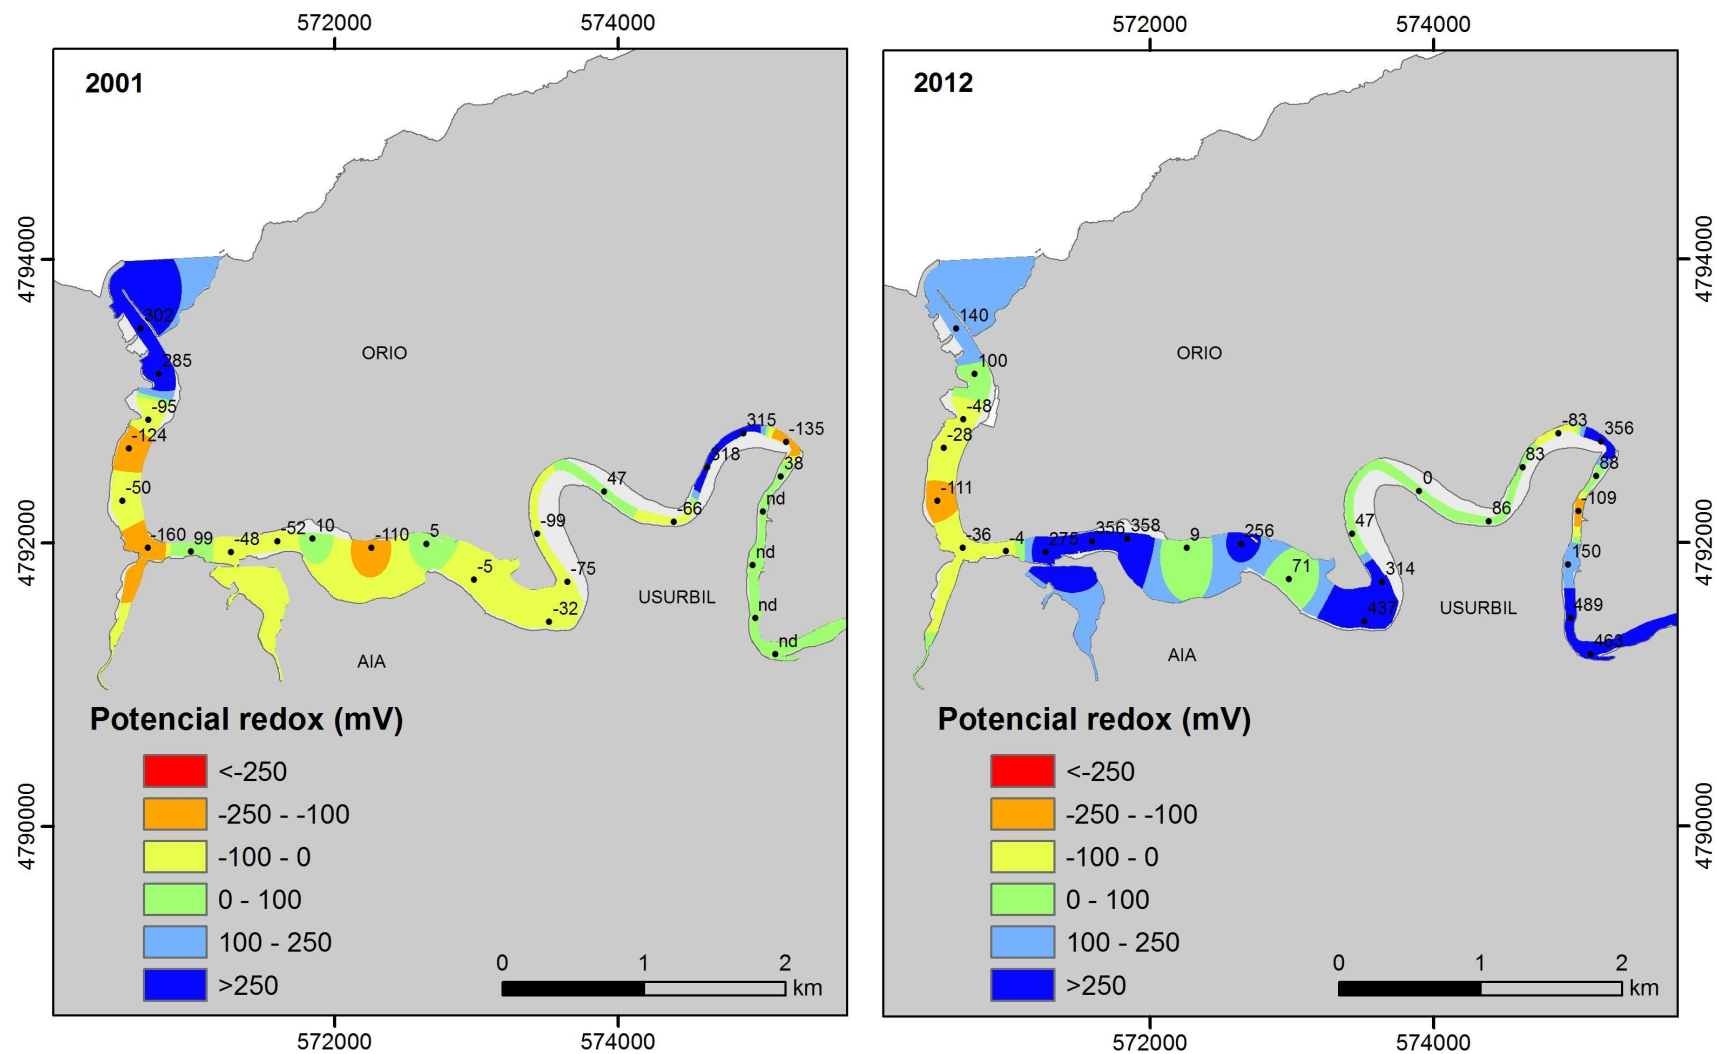 572000
574000
572000
574000
2001
2012
4794000
4794000
302
285
-95
-124
-50
-160
99
-48
-52
10
-110
5
-5
-32
-75
-99
47
-66
318
315
-135
38
nd
nd
nd
nd
ORIO
USURBIL
AIA
140
100
-48
-28
-111
-36
-4
275
356
358
9
256
71
437
314
47
0
86
83
-83
356
88
-109
150
489
463
ORIO
USURBIL
AIA
4792000
4792000
Potencial redox (mV)
<-250
-250 - -100
-100 - 0
0 - 100
100 - 250
>250
0 1 2
km
Potencial redox (mV)
<-250
-250 - -100
-100 - 0
0 - 100
100 - 250
>250
0 1 2
km
4790000
4790000
572000
574000
572000
574000